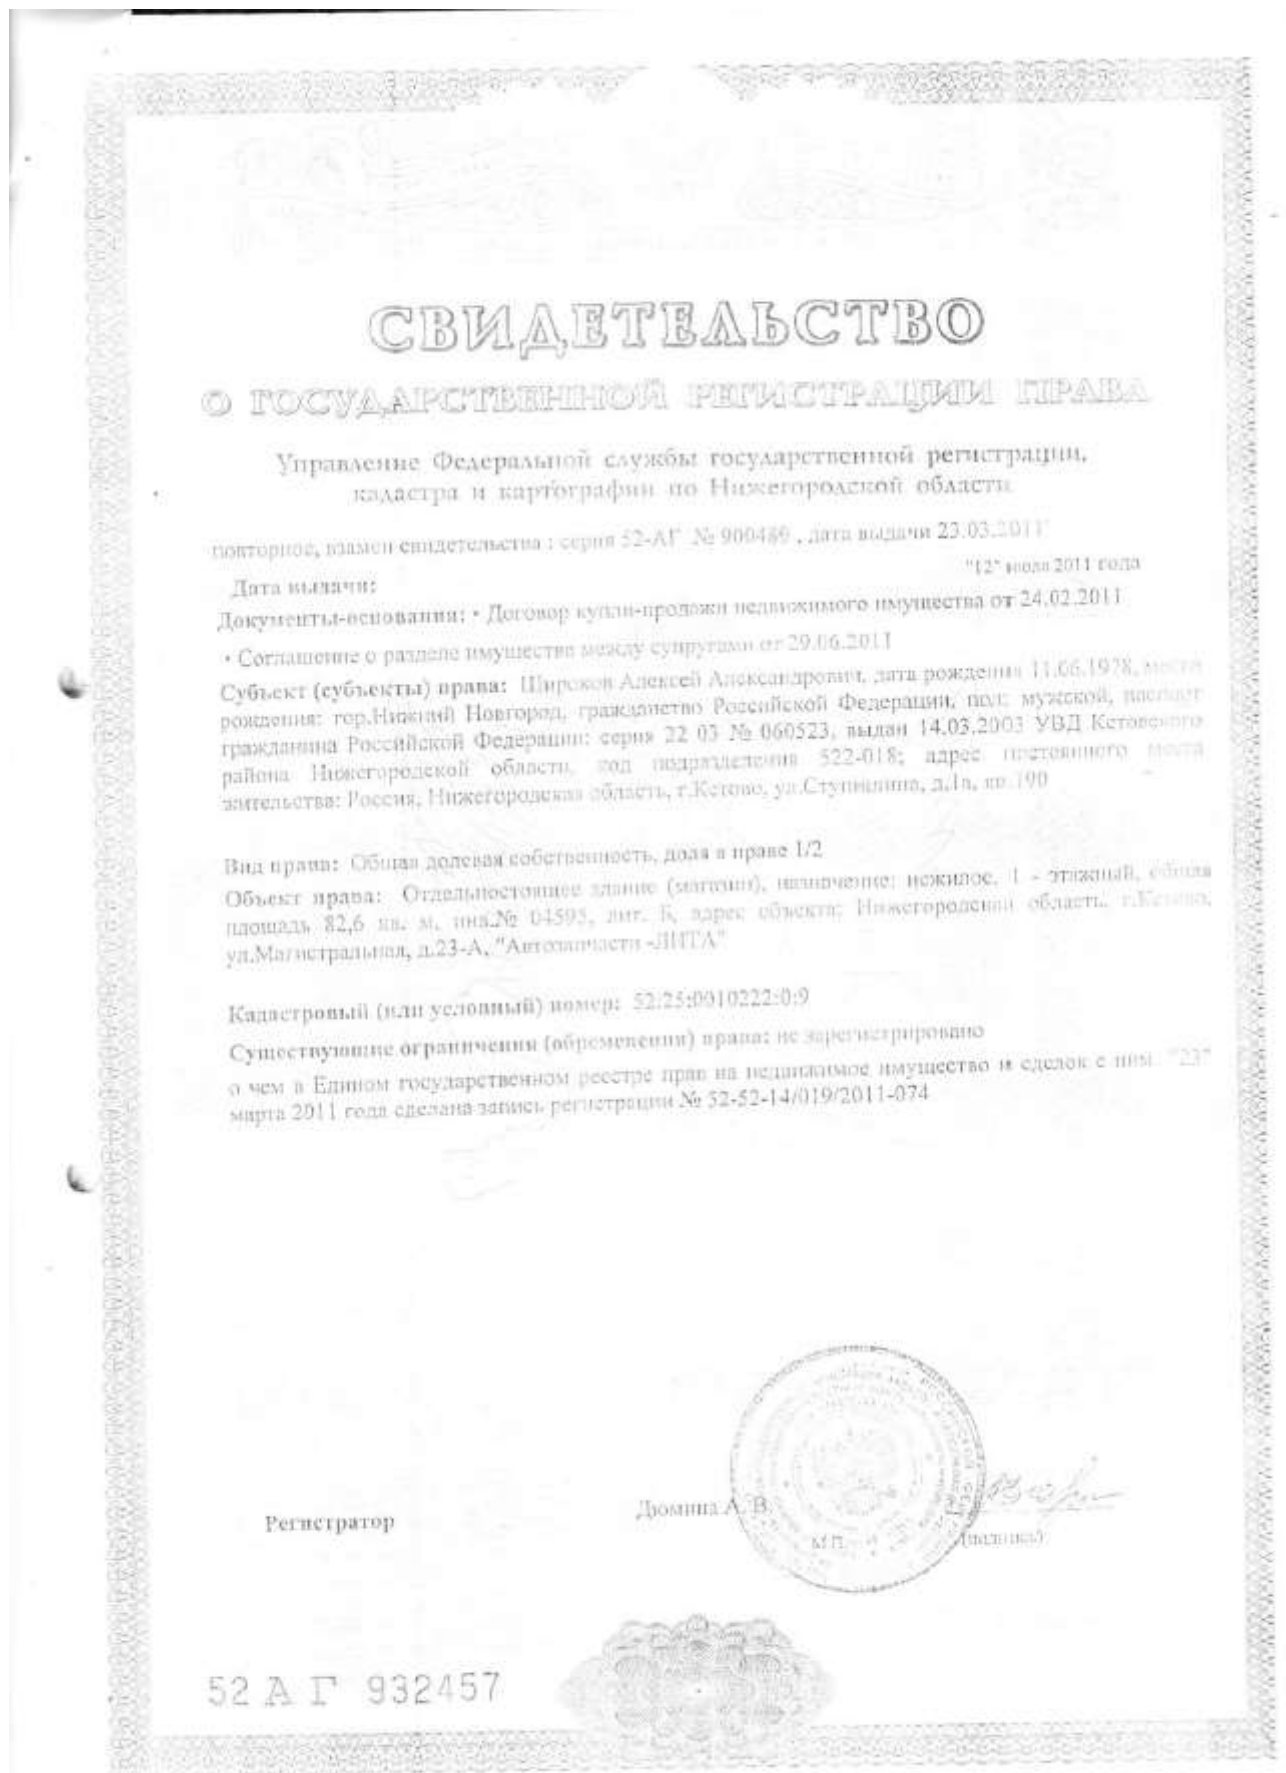 СВИДЕТЕЛЬСТВО
О ГОСУДАРСТВЕННОЙ РЕГИСТРАЦИИ ПРАВА
Управление Федеральной службы государственной регистрации,
кадастра и картографии по Нижегородской области
повторное, взамен свидетельства : серия 52-АГ № 900489 , дата выдачи 23.03.2011
"12" июля 2011 года
Дата выдачи:
Документы-основания: • Договор купли-продажи недвижимого имущества от 24.02.2011
• Соглашение о разделе имущества между супругами от 29.06.2011
Субъект (субъекты) права: Широков Алексей Александрович, дата рождения 11.06.1978, место
рождения: гор.Нижний Новгород, гражданство Российской Федерации, пол: мужской, паспорт
гражданина Российской Федерации: серия 22 03 № 060523, выдан 14.03.2003 УВД Кстовского
района Нижегородской области, код подразделения 522-018; адрес постоянного места
жительства: Россия, Нижегородская область, г.Кстово, ул.Ступишина, д.1а, кв.190
Вид права: Общая долевая собственность, доля в праве 1/2
Объект права: Отдельностоящее здание (магазин), назначение: нежилое, 1 - этажный, общая
площадь 82,6 кв. м, инв.№ 04595, лит. Б, адрес объекта: Нижегородская область, г.Кстово,
ул.Магистральная, д.23-А, "Автозапчасти -ЛИТА"
Кадастровый (или условный) номер: 52:25:0010222:0:9
Существующие ограничения (обременения) права: не зарегистрировано
о чем в Едином государственном реестре прав на недвижимое имущество и сделок с ним "23"
марта 2011 года сделана запись регистрации № 52-52-14/019/2011-074
Регистратор
Дюмина А. В.
М.П.
(подпись)
52 АГ 932457